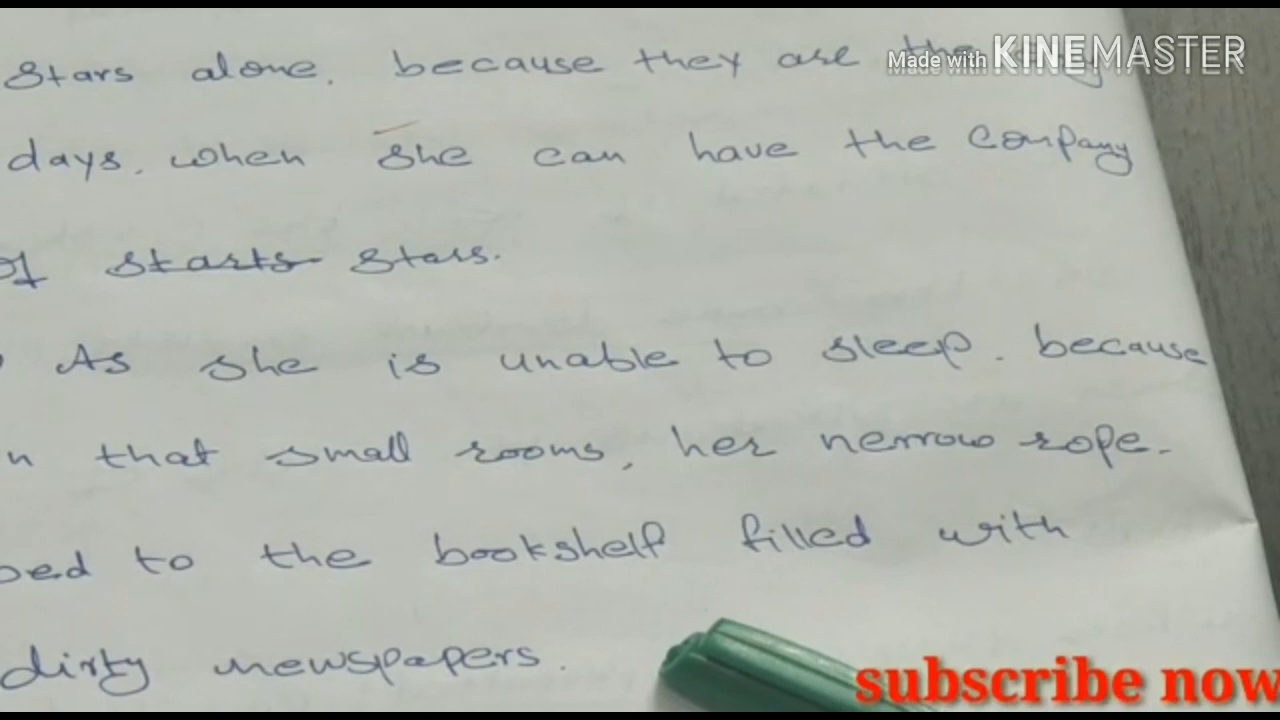 Made with KINEMASTER
stars alone. because they are the
days. when she can have the company
of starts stars.
As she is unable to sleep. because
n that small rooms, her nerrow rope.
bed to the bookshelf filled with
dirty newspapers.
subscribe now